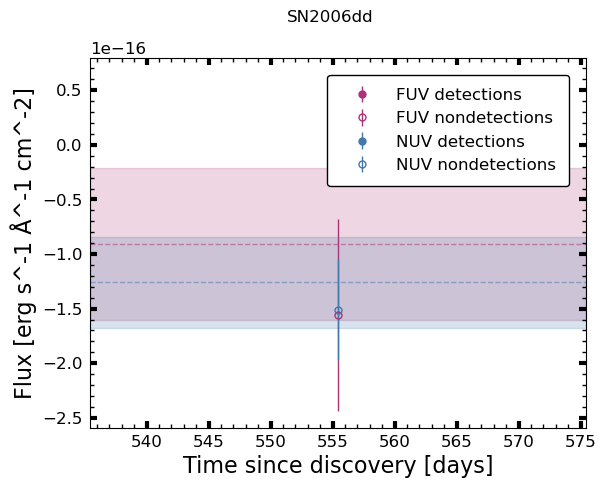 SN2006dd
1e−16
FUV detections
FUV nondetections
NUV detections
NUV nondetections
0.5
0.0
−0.5
−1.0
−1.5
−2.0
−2.5
Flux [erg s^-1 Å^-1 cm^-2]
540 545 550 555 560 565 570 575
Time since discovery [days]